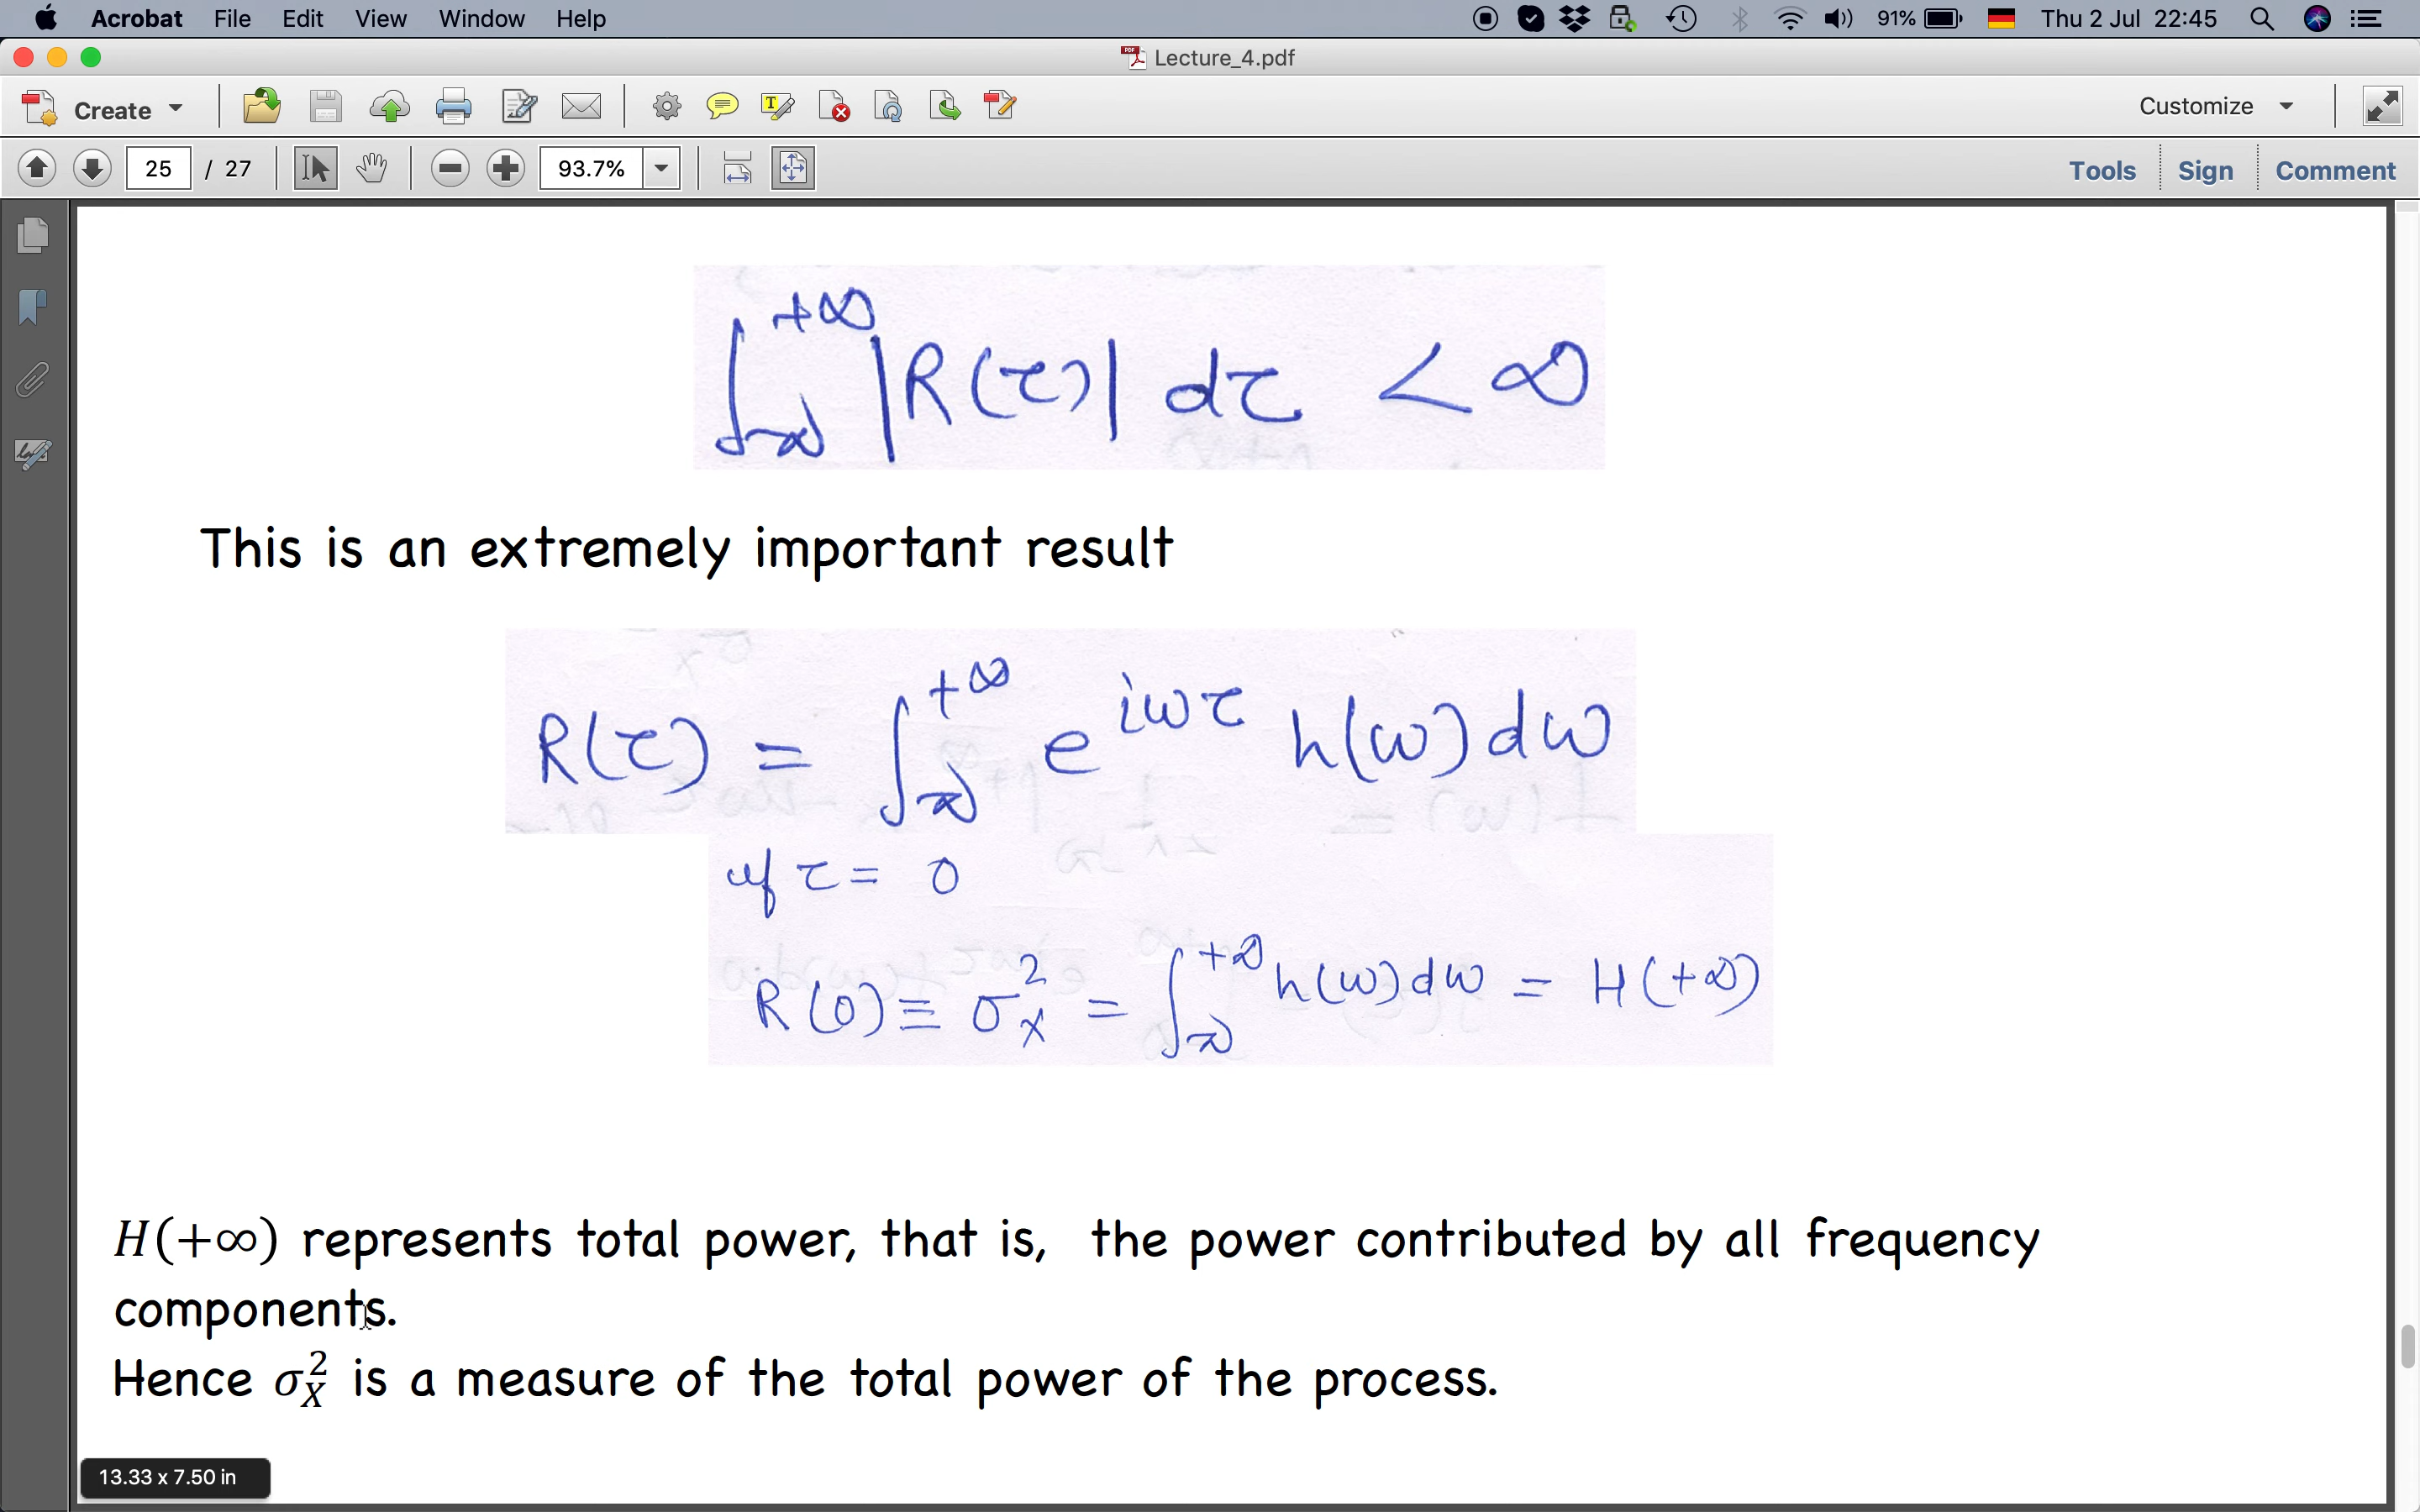 Acrobat File Edit View Window Help 91% Thu 2 Jul 22:45
Lecture_4.pdf
Create Customize
25 / 27 93.7% Tools Sign Comment
∫_{-∞}^{+∞} |R(τ)| dτ < ∞
This is an extremely important result
R(τ) = ∫_{-∞}^{+∞} e^{iωτ} h(ω) dω
if τ = 0
R(0) ≡ σ_X^2 = ∫_{-∞}^{+∞} h(ω) dω = H(+∞)
H(+∞) represents total power, that is, the power contributed by all frequency
components.
Hence σ_X^2 is a measure of the total power of the process.
13.33 x 7.50 in